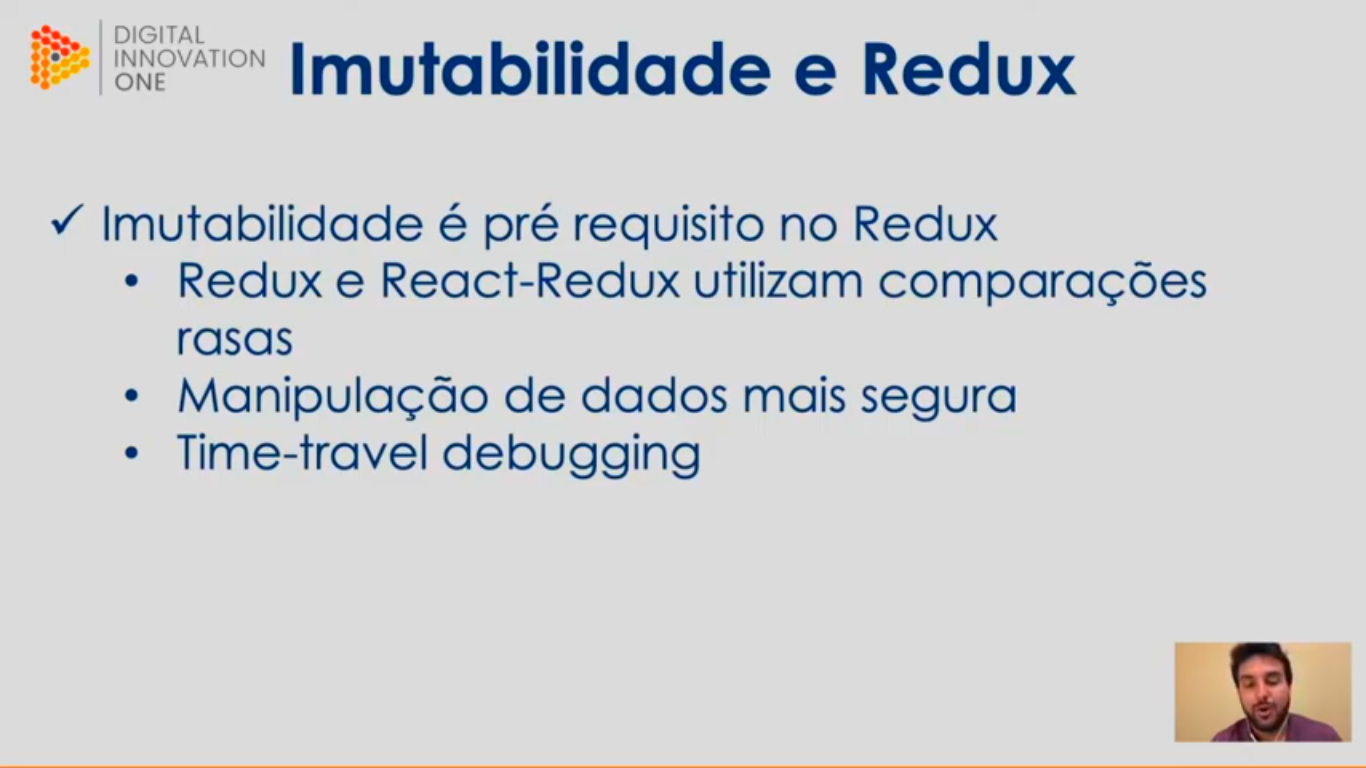 DIGITAL
INNOVATION
ONE
Imutabilidade e Redux
✓ Imutabilidade é pré requisito no Redux
• Redux e React-Redux utilizam comparações
rasas
• Manipulação de dados mais segura
• Time-travel debugging